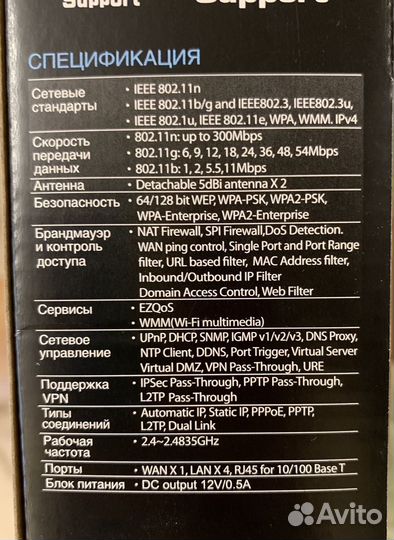 Support Support
СПЕЦИФИКАЦИЯ
Сетевые стандарты
• IEEE 802.11n
• IEEE 802.11b/g and IEEE802.3, IEEE802.3u,
• IEEE 802.1u, IEEE 802.11e, WPA, WMM. IPv4
Скорость передачи данных
• 802.11n: up to 300Mbps
• 802.11g: 6, 9, 12, 18, 24, 36, 48, 54Mbps
• 802.11b: 1, 2, 5.5, 11Mbps
Антенна
• Detachable 5dBi antenna X 2
Безопасность
• 64/128 bit WEP, WPA-PSK, WPA2-PSK,
WPA-Enterprise, WPA2-Enterprise
Брандмауэр и контроль доступа
• NAT Firewall, SPI Firewall,DoS Detection.
WAN ping control, Single Port and Port Range
filter, URL based filter, MAC Address filter,
Inbound/Outbound IP Filter
Domain Access Control, Web Filter
Сервисы
• EZQoS
• WMM(Wi-Fi multimedia)
Сетевое управление
• UPnP, DHCP, SNMP, IGMP v1/v2/v3, DNS Proxy,
NTP Client, DDNS, Port Trigger, Virtual Server
Virtual DMZ, VPN Pass-Through, URE
Поддержка VPN
• IPSec Pass-Through, PPTP Pass-Through,
L2TP Pass-Through
Типы соединений
• Automatic IP, Static IP, PPPoE, PPTP,
L2TP, Dual Link
Рабочая частота
• 2.4~2.4835GHz
Порты
• WAN X 1, LAN X 4, RJ45 for 10/100 Base T
Блок питания
• DC output 12V/0.5A
Avito